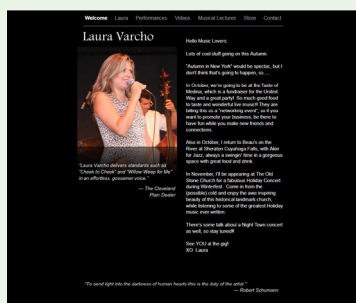 Welcome Laura Performances Videos Musical Lectures Store Contact
Laura Varcho
Hello Music Lovers:
Lots of cool stuff going on this Autumn.
"Autumn in New York" would be spectac, but I
don't think that's going to happen, so ....
In October, we're going to be at the Taste of
Medina, which is a fundraiser for the United
Way and a great party! So much good food
to taste and wonderful live music!! They are
billing this as a "networking event", so if you
want to promote your business, be there to
have fun while you make new friends and
connections.
Also in October, I return to Beau's on the
River at Sheraton Cuyahoga Falls, with Akin
for Jazz, always a swingin' time in a gorgeous
space with great food and drink.
In November, I'll be appearing at The Old
Stone Church for a fabulous Holiday Concert
during Winterfest. Come in from the
(possible) cold and enjoy the awe inspiring
beauty of this historical landmark church,
while listening to some of the greatest Holiday
music ever written.
There's some talk about a Night Town concert
as well, so stay tuned!!
See YOU at the gig!
XO Laura
"Laura Varcho delivers standards such as
"Cheek to Cheek" and "Willow Weep for Me"
in an effortless, gossamer voice."
— The Cleveland
Plain Dealer
"To send light into the darkness of human hearts-this is the duty of the artist."
— Robert Schumann